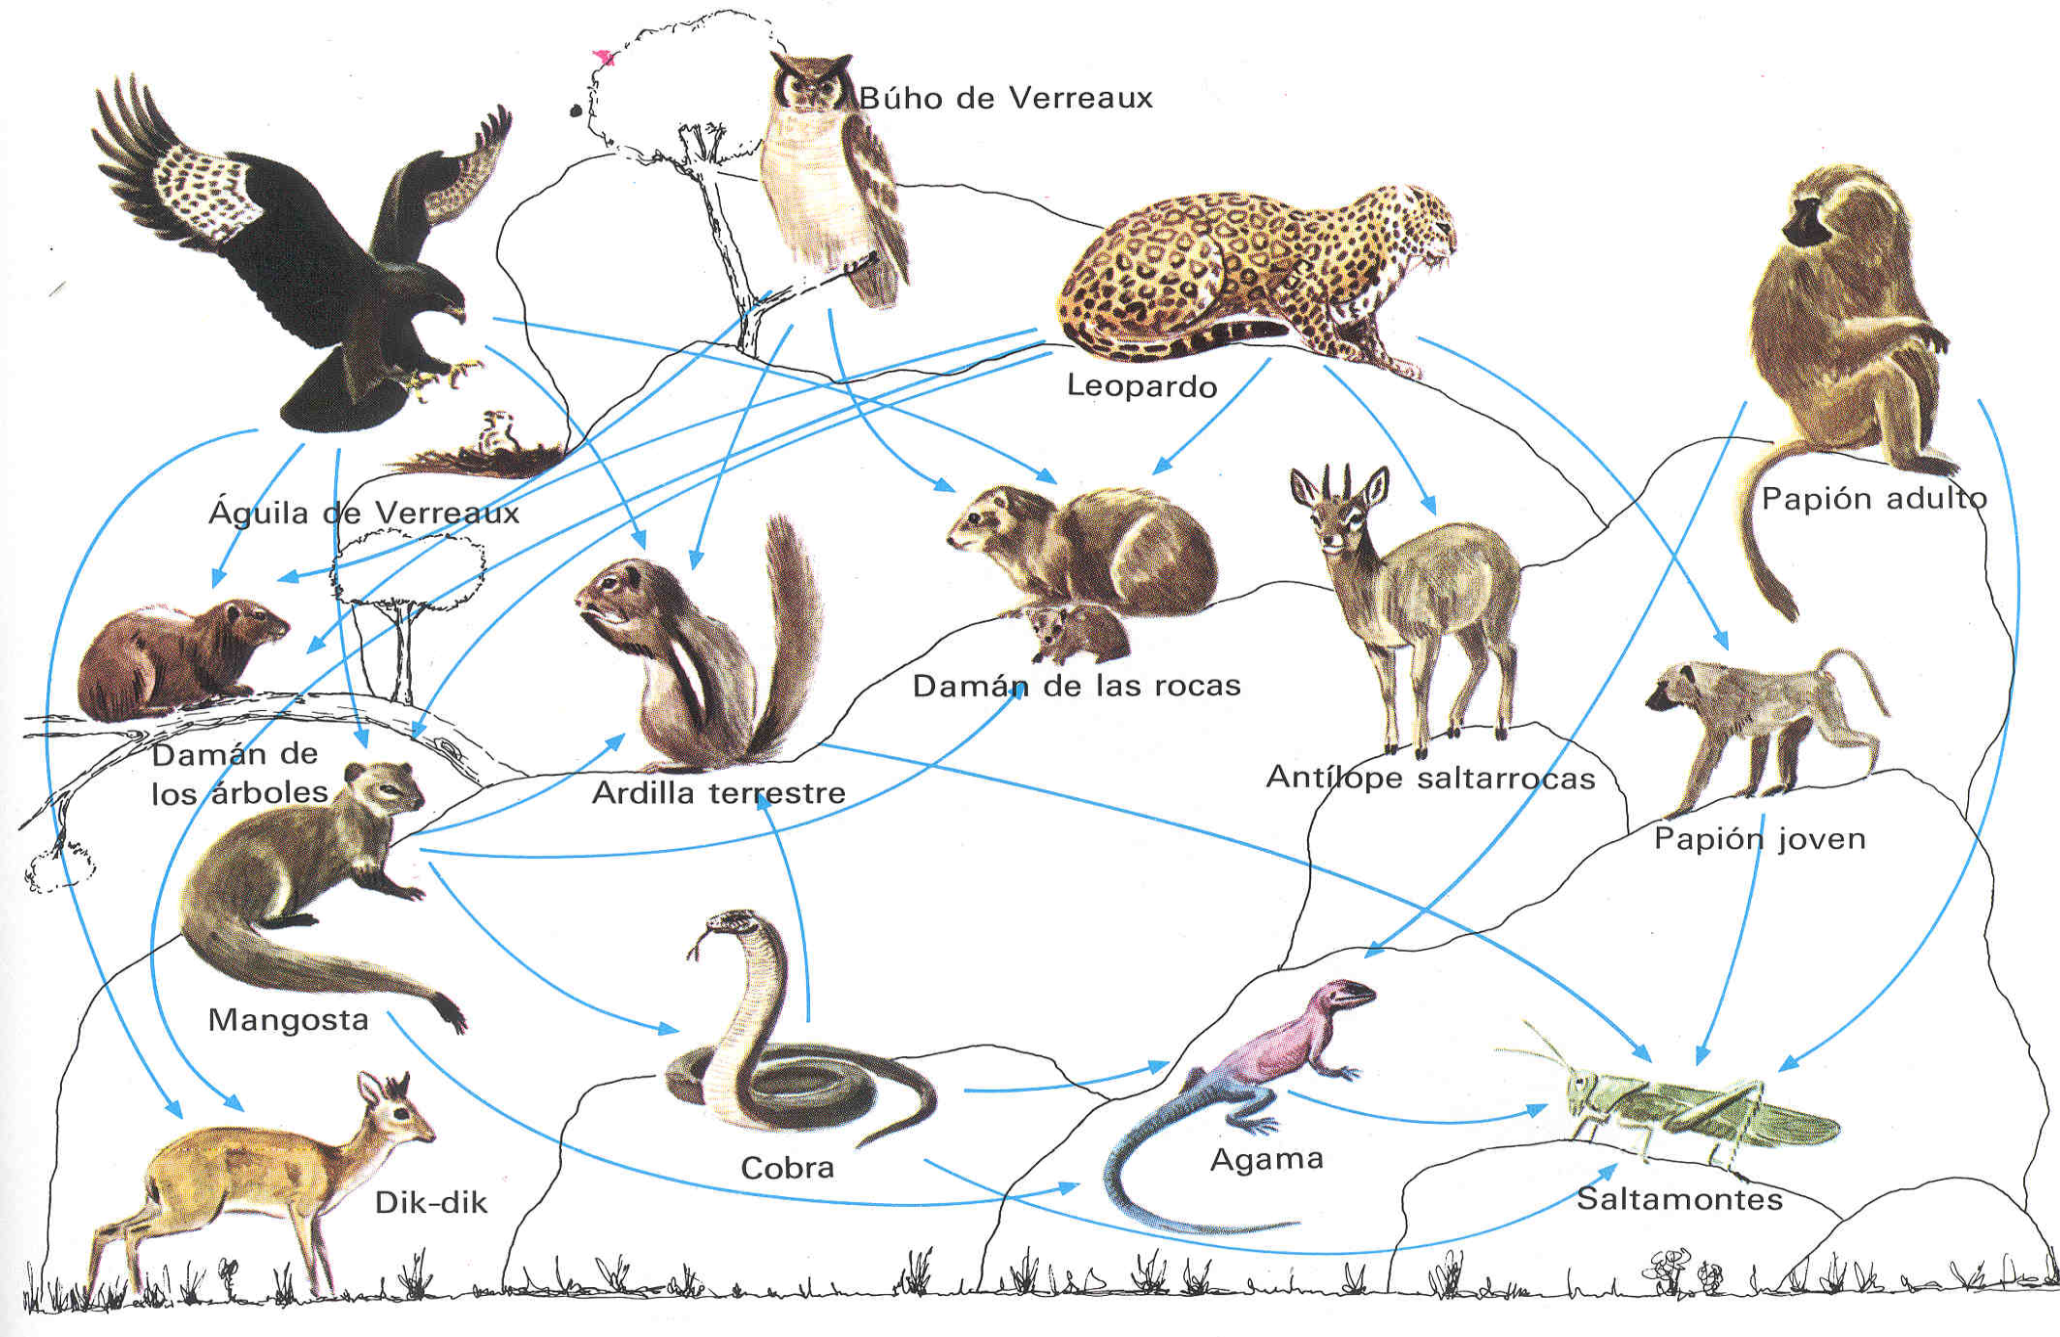 Búho de Verreaux
Leopardo
Papión adulto
Águila de Verreaux
Damán de las rocas
Damán de
los árboles
Ardilla terrestre
Antílope saltarrocas
Papión joven
Mangosta
Cobra
Agama
Dik-dik
Saltamontes